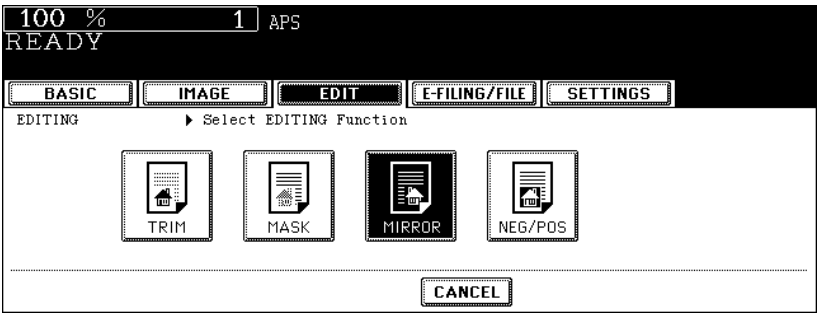 100 % 1 APS
READY
BASIC IMAGE EDIT E-FILING/FILE SETTINGS
EDITING ▶ Select EDITING Function
TRIM MASK MIRROR NEG/POS
CANCEL